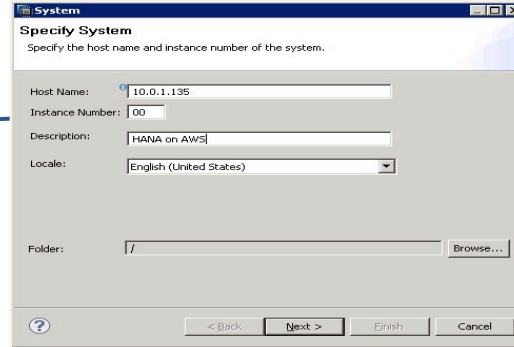 System
Specify System
Specify the host name and instance number of the system.
Host Name: 10.0.1.135
Instance Number: 00
Description: HANA on AWS
Locale: English (United States)
Folder: / Browse...
? < Back Next > Finish Cancel